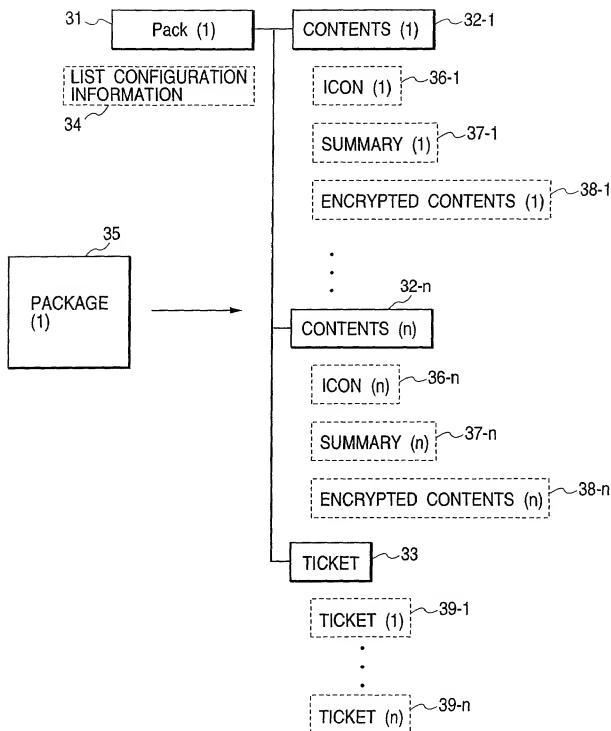 31
Pack (1)
CONTENTS (1)
32-1
LIST CONFIGURATION
INFORMATION
34
ICON (1)
36-1
SUMMARY (1)
37-1
ENCRYPTED CONTENTS (1)
38-1
35
PACKAGE
(1)
32-n
CONTENTS (n)
ICON (n)
36-n
SUMMARY (n)
37-n
ENCRYPTED CONTENTS (n)
38-n
TICKET
33
TICKET (1)
39-1
TICKET (n)
39-n